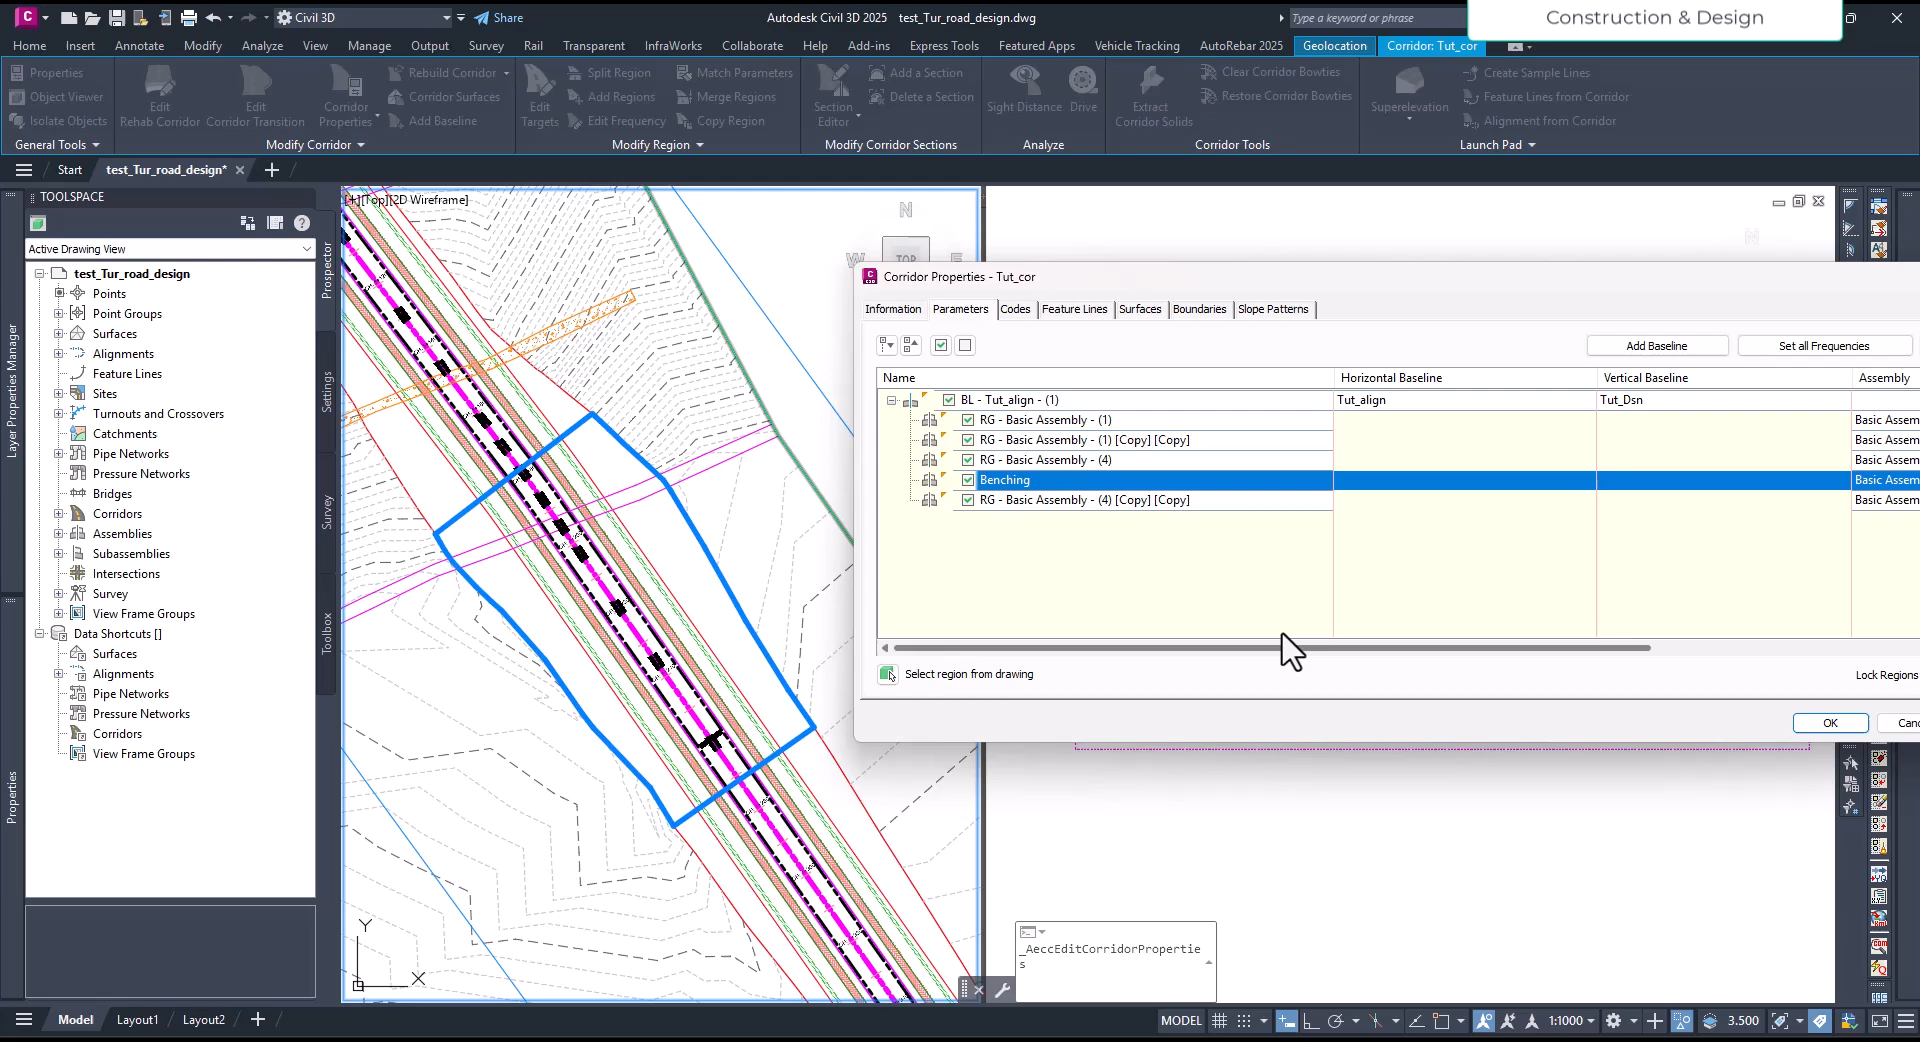 Civil 3D
Share
Autodesk Civil 3D 2025 test_Tur_road_design.dwg
Type a keyword or phrase
Construction & Design
Home Insert Annotate Modify Analyze View Manage Output Survey Rail Transparent InfraWorks Collaborate Help Add-ins Express Tools Featured Apps Vehicle Tracking AutoRebar 2025 Geolocation Corridor: Tut_cor
Properties
Object Viewer
Isolate Objects
General Tools
Edit
Rehab Corridor
Edit
Corridor Transition
Corridor
Properties
Rebuild Corridor
Corridor Surfaces
Add Baseline
Modify Corridor
Edit
Targets
Split Region
Add Regions
Edit Frequency
Match Parameters
Merge Regions
Copy Region
Modify Region
Section
Editor
Add a Section
Delete a Section
Modify Corridor Sections
Sight Distance
Drive
Analyze
Extract
Corridor Solids
Clear Corridor Bowties
Restore Corridor Bowties
Corridor Tools
Superelevation
Create Sample Lines
Feature Lines from Corridor
Alignment from Corridor
Launch Pad
Start
test_Tur_road_design*
TOOLSPACE
Active Drawing View
test_Tur_road_design
Points
Point Groups
Surfaces
Alignments
Feature Lines
Sites
Turnouts and Crossovers
Catchments
Pipe Networks
Pressure Networks
Bridges
Corridors
Assemblies
Subassemblies
Intersections
Survey
View Frame Groups
Data Shortcuts []
Surfaces
Alignments
Pipe Networks
Pressure Networks
Corridors
View Frame Groups
Prospector
Settings
Survey
Toolbox
Layer Properties Manager
Properties
[+][Top][2D Wireframe]
N
W
TOP
E
N
Y
X
Corridor Properties - Tut_cor
Information Parameters Codes Feature Lines Surfaces Boundaries Slope Patterns
Add Baseline
Set all Frequencies
Name Horizontal Baseline Vertical Baseline Assembly
BL - Tut_align - (1) Tut_align Tut_Dsn
RG - Basic Assembly - (1) Basic Assem
RG - Basic Assembly - (1) [Copy] [Copy] Basic Assem
RG - Basic Assembly - (4) Basic Assem
Benching Basic Assem
RG - Basic Assembly - (4) [Copy] [Copy] Basic Assem
Select region from drawing
Lock Regions
OK
Canc
_AeccEditCorridorPropertie
s
Model Layout1 Layout2
MODEL
1:1000
3.500